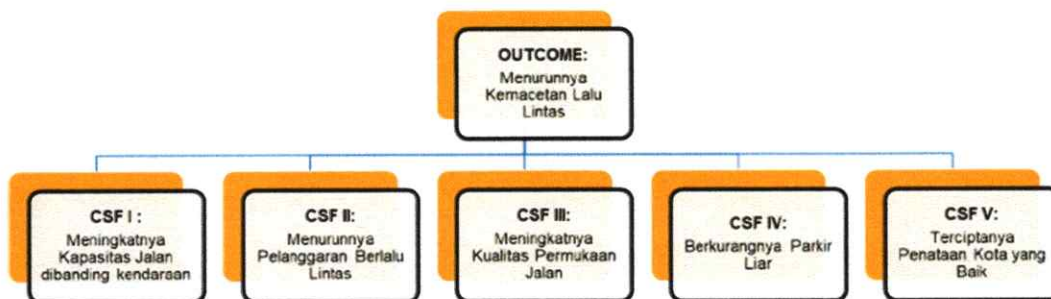 OUTCOME:
Menurunnya
Kemacetan Lalu
Lintas
CSF I :
Meningkatnya
Kapasitas Jalan
dibanding kendaraan
CSF II:
Menurunnya
Pelanggaran Berlalu
Lintas
CSF III:
Meningkatnya
Kualitas Permukaan
Jalan
CSF IV:
Berkurangnya Parkir
Liar
CSF V:
Terciptanya
Penataan Kota yang
Baik